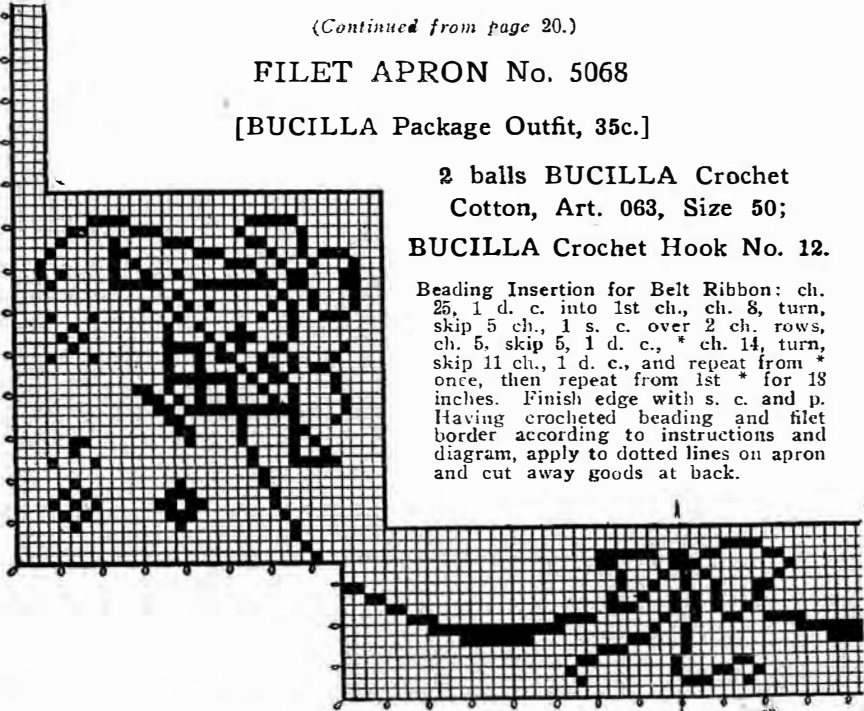 (Continued from page 20.)
FILET APRON No. 5068
[BUCILLA Package Outfit, 35c.]
2 balls BUCILLA Crochet
Cotton, Art. 063, Size 50;
BUCILLA Crochet Hook No. 12.
Beading Insertion for Belt Ribbon: ch.
25, 1 d. c. into 1st ch., ch. 8, turn,
skip 5 ch., 1 s. c. over 2 ch. rows,
ch. 5, skip 5, 1 d. c., * ch. 14, turn,
skip 11 ch., 1 d. c., and repeat from *
once, then repeat from 1st * for 18
inches. Finish edge with s. c. and p.
Having crocheted beading and filet
border according to instructions and
diagram, apply to dotted lines on apron
and cut away goods at back.